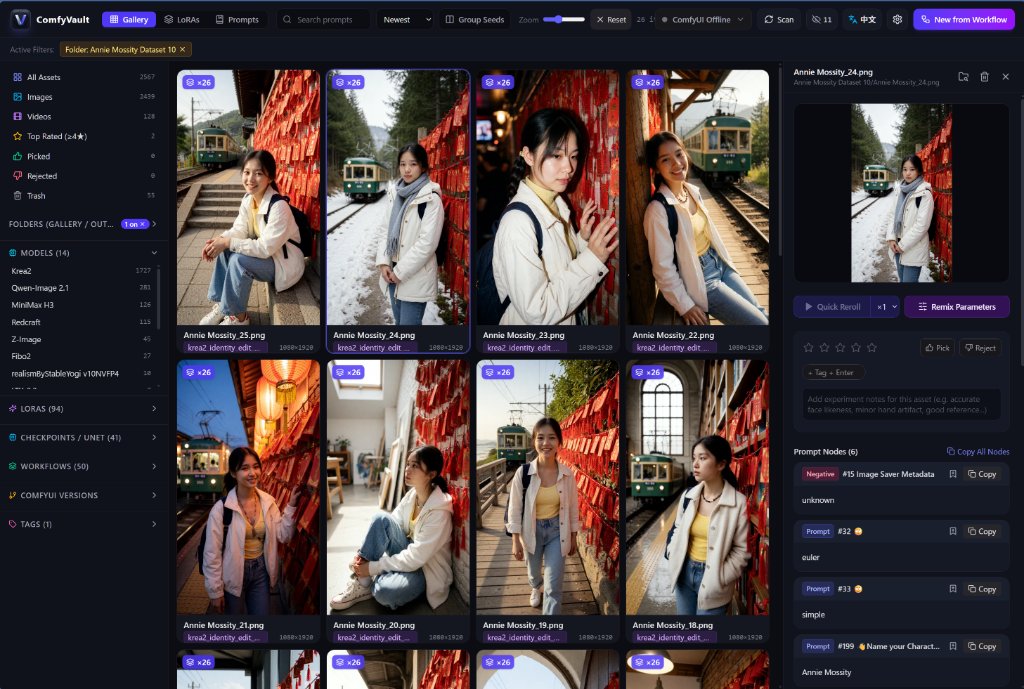 ComfyVault
Gallery
LoRAs
Prompts
Search prompts
Newest
Group Seeds
Zoom
Reset
26 i
ComfyUI Offline
Scan
11
中文
New from Workflow
Active Filters:
Folder: Annie Mossity Dataset 10 ×
All Assets 2567
Images 2439
Videos 128
Top Rated (≥4★) 2
Picked 0
Rejected 0
Trash 55
FOLDERS (GALLERY / OUT... 1 on ×
MODELS (14)
Krea2 1727
Qwen-Image 2.1 281
MiniMax H3 126
Redcraft 115
Z-Image 45
Fibo2 27
realismByStableYogi v10NVFP4
LORAS (94)
CHECKPOINTS / UNET (41)
WORKFLOWS (50)
COMFYUI VERSIONS
TAGS (1)
×26
×26
×26
×26
Annie Mossity_25.png
krea2_identity_edit_... 1080×1920
Annie Mossity_24.png
krea2_identity_edit_... 1080×1920
Annie Mossity_23.png
krea2_identity_edit_... 1080×1920
Annie Mossity_22.png
krea2_identity_edit_... 1080×1920
×26
×26
×26
×26
Annie Mossity_21.png
krea2_identity_edit_... 1080×1920
Annie Mossity_20.png
krea2_identity_edit_... 1080×1920
Annie Mossity_19.png
krea2_identity_edit_... 1080×1920
Annie Mossity_18.png
krea2_identity_edit_... 1080×1920
×26
×26
×26
×26
Annie Mossity_24.png
Annie Mossity Dataset 10/Annie Mossity_24.png
Quick Reroll
×1
Remix Parameters
Pick
Reject
+ Tag + Enter
Add experiment notes for this asset (e.g. accurate
face likeness, minor hand artifact, good reference...)
Prompt Nodes (6)
Copy All Nodes
Negative #15 Image Saver Metadata Copy
unknown
Prompt #32 Copy
euler
Prompt #33 Copy
simple
Prompt #199 👋Name your Charact... Copy
Annie Mossity